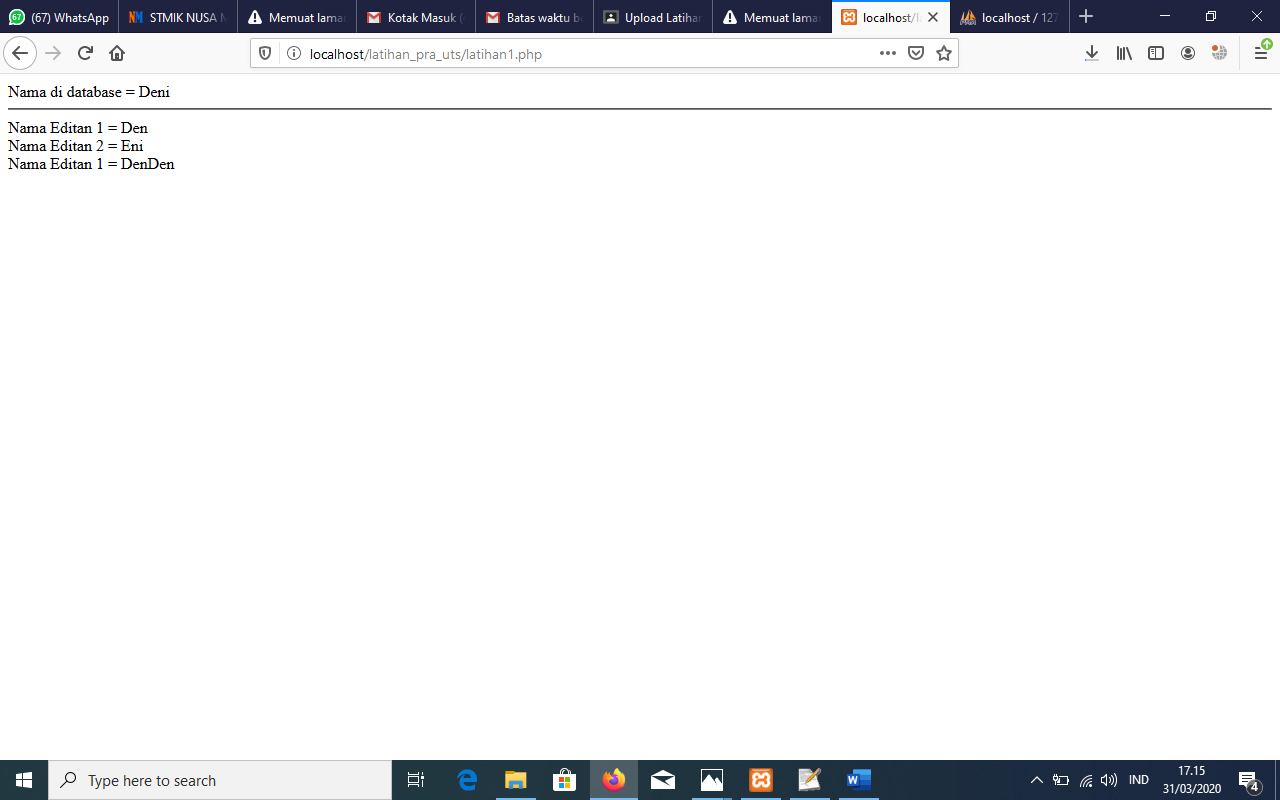 (67) WhatsApp
STMIK NUSA M
Memuat lama
Kotak Masuk (
Batas waktu b
Upload Latihan
Memuat lama
localhost/l
localhost / 127
localhost/latihan_pra_uts/latihan1.php
Nama di database = Deni
Nama Editan 1 = Den
Nama Editan 2 = Eni
Nama Editan 1 = DenDen
Type here to search
IND
17.15
31/03/2020
4